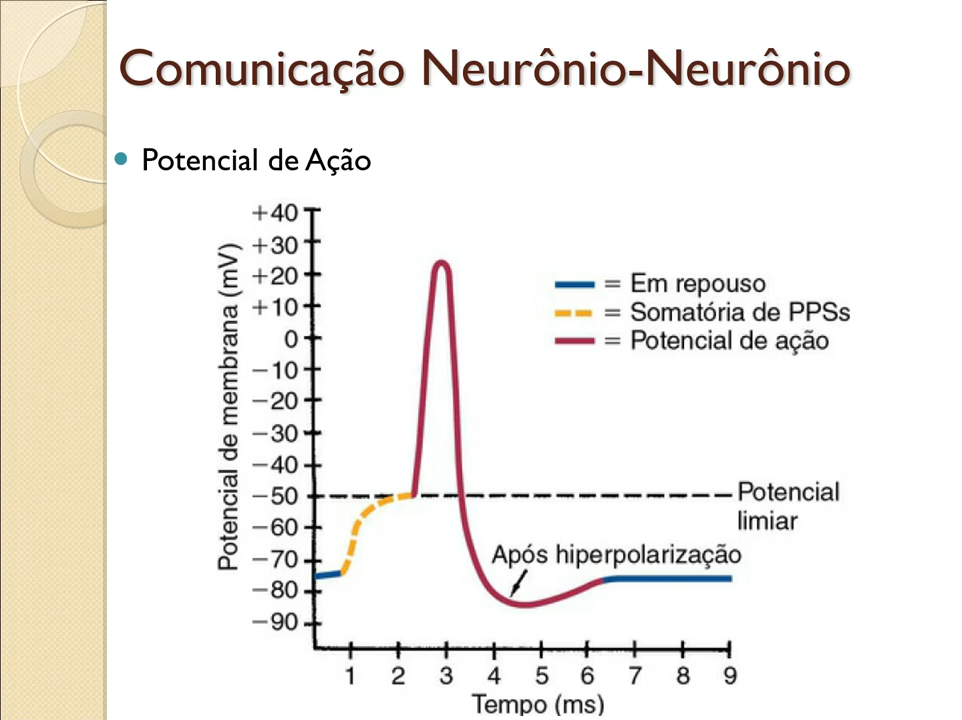 Comunicação Neurônio-Neurônio
Potencial de Ação
Potencial de membrana (mV)
+40
+30
+20
+10
0
−10
−20
−30
−40
−50
−60
−70
−80
−90
= Em repouso
= Somatória de PPSs
= Potencial de ação
Potencial
limiar
Após hiperpolarização
1 2 3 4 5 6 7 8 9
Tempo (ms)